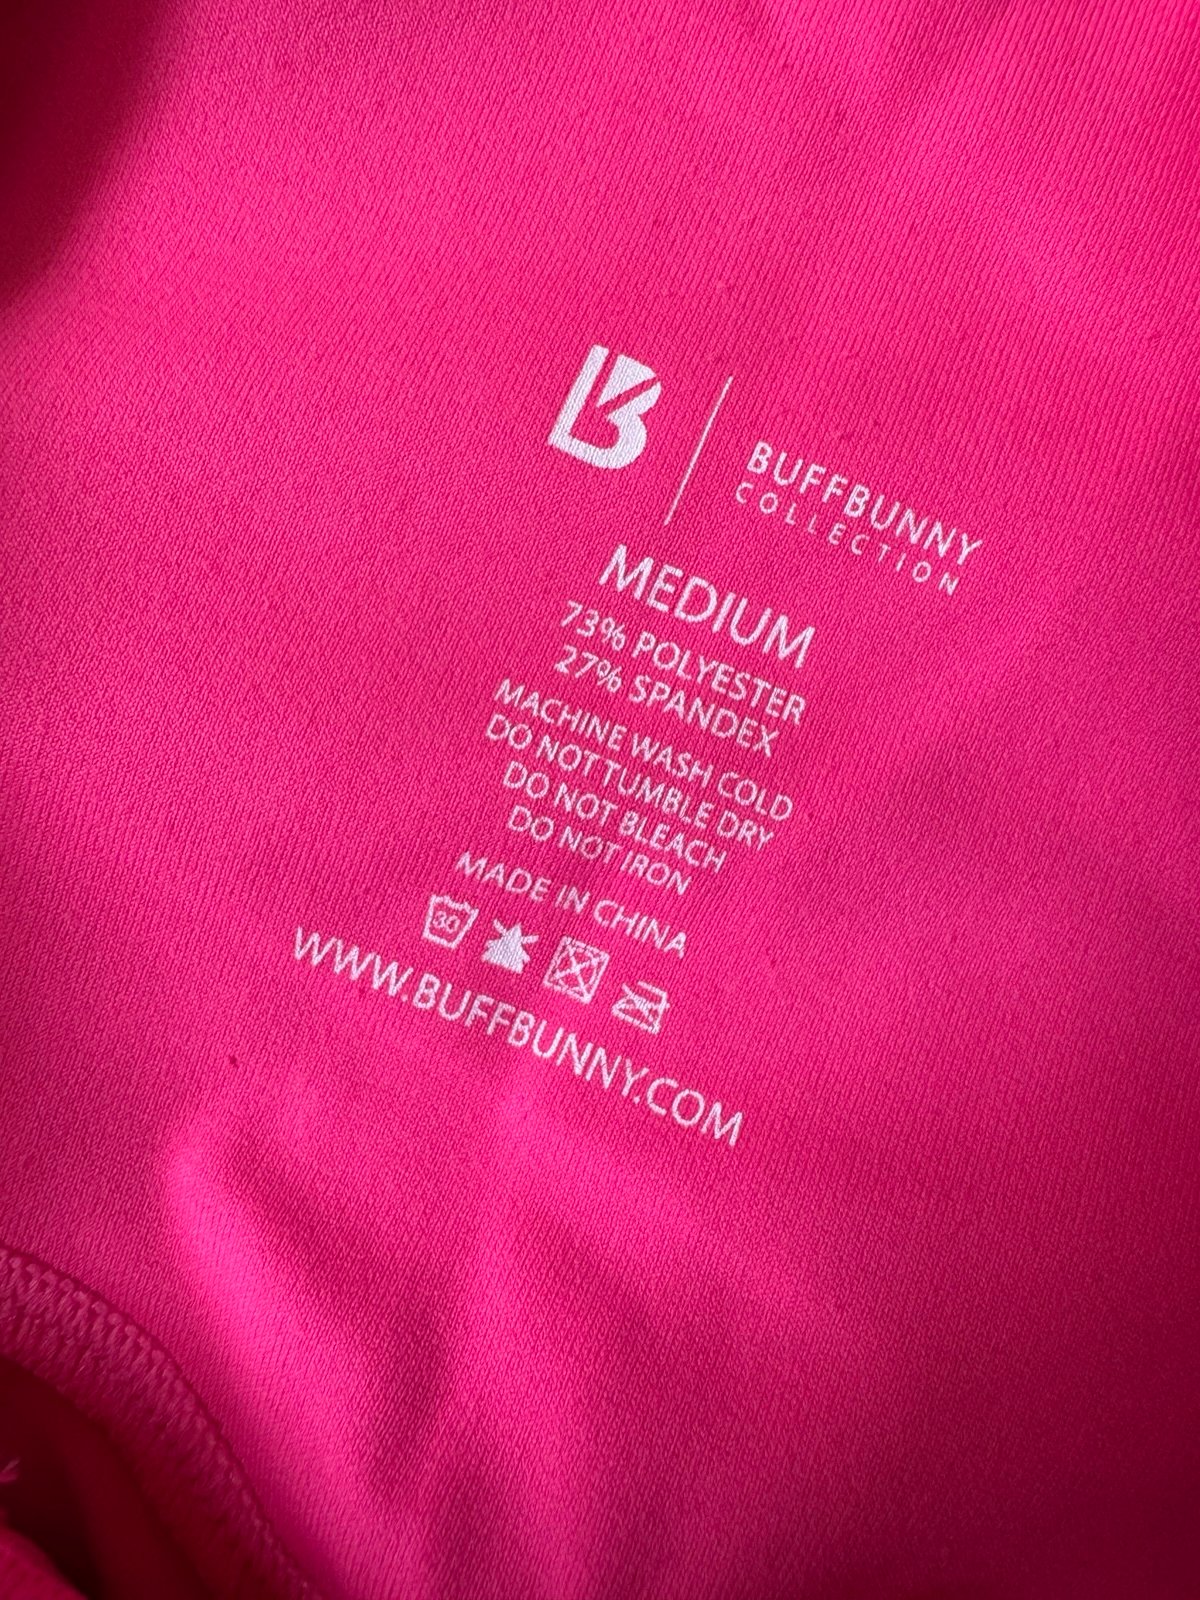 B
BUFFBUNNY
COLLECTION
MEDIUM
73% POLYESTER
27% SPANDEX
MACHINE WASH COLD
DO NOT TUMBLE DRY
DO NOT BLEACH
DO NOT IRON
MADE IN CHINA
30
WWW.BUFFBUNNY.COM